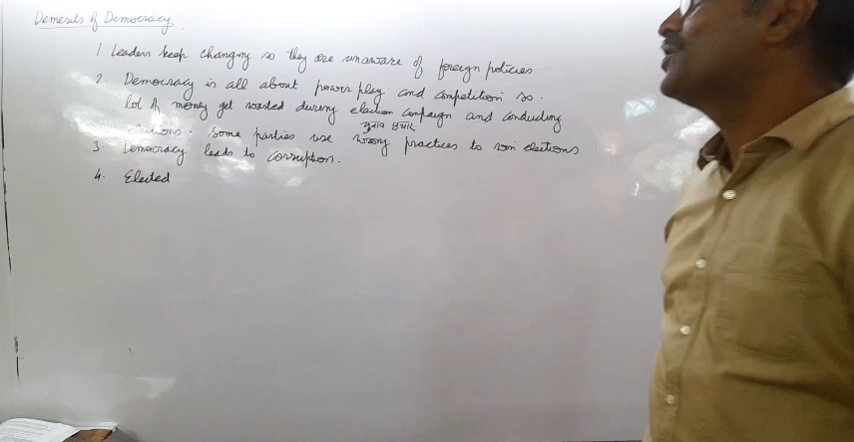 Demerits of Democracy
1 Leaders keep changing so they are unaware of foreign policies
2 Democracy is all about power play and competition so.
lot of money get wasted during election campaign and conducting
चुनाव प्रचार
elections. Some parties use wrong practices to win elections
3. Democracy leads to corruption.
4. Elected